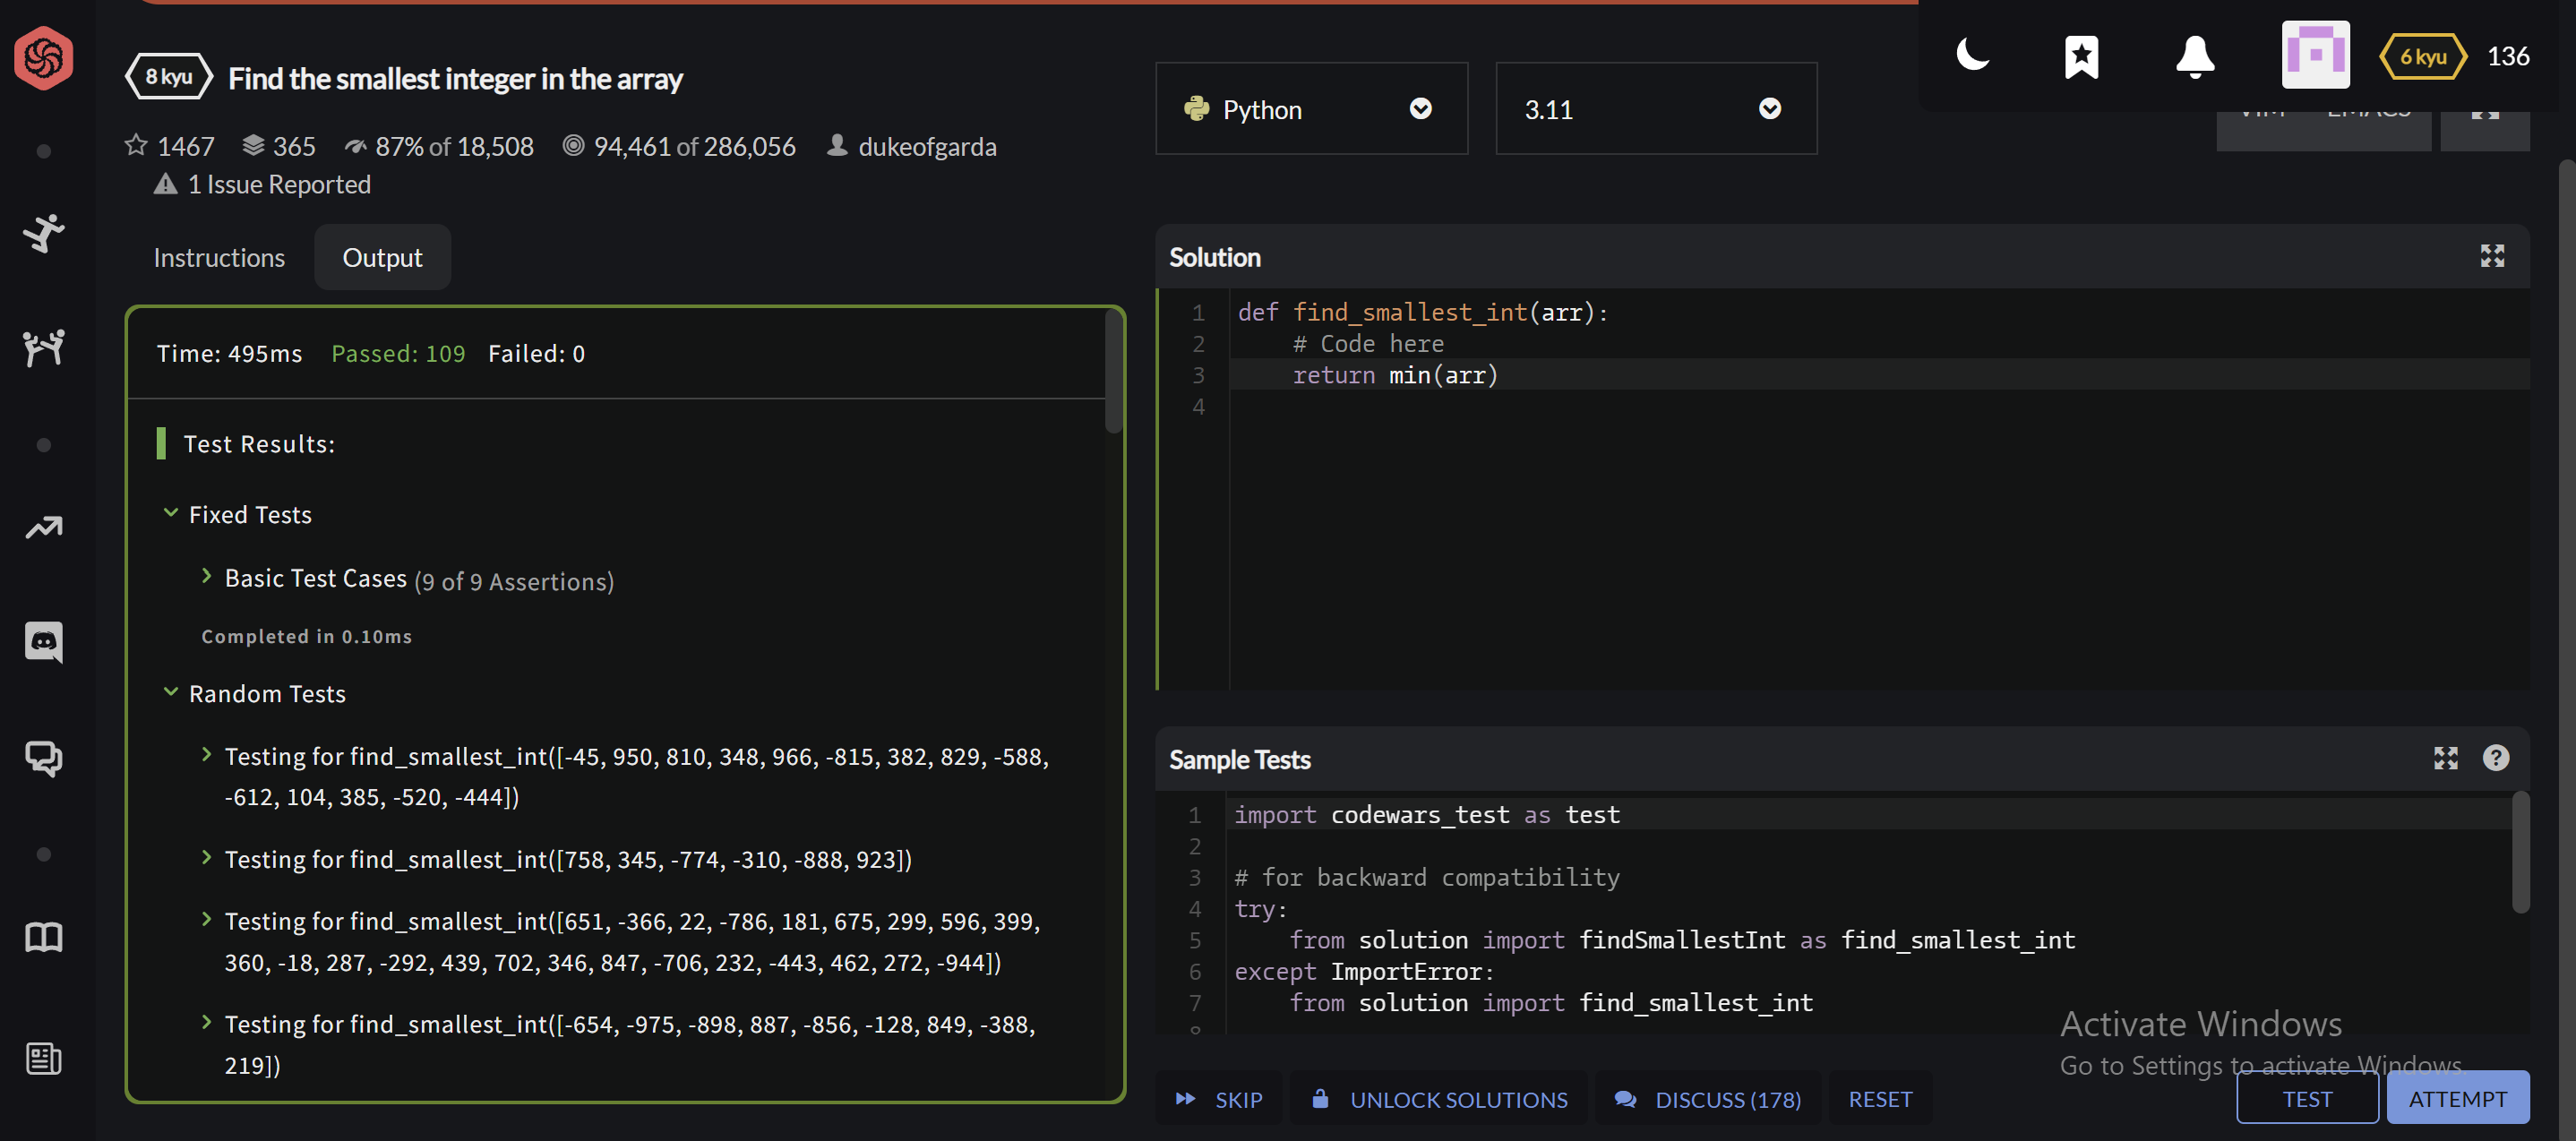 8 kyu Find the smallest integer in the array
1467 365 87% of 18,508 94,461 of 286,056 dukeofgarda
1 Issue Reported
Python
3.11
6 kyu 136
VIM EMACS
Instructions Output
Time: 495ms Passed: 109 Failed: 0
Test Results:
Fixed Tests
Basic Test Cases (9 of 9 Assertions)
Completed in 0.10ms
Random Tests
Testing for find_smallest_int([-45, 950, 810, 348, 966, -815, 382, 829, -588,
-612, 104, 385, -520, -444])
Testing for find_smallest_int([758, 345, -774, -310, -888, 923])
Testing for find_smallest_int([651, -366, 22, -786, 181, 675, 299, 596, 399,
360, -18, 287, -292, 439, 702, 346, 847, -706, 232, -443, 462, 272, -944])
Testing for find_smallest_int([-654, -975, -898, 887, -856, -128, 849, -388,
219])
Solution
1 def find_smallest_int(arr):
2 # Code here
3 return min(arr)
4
Sample Tests
1 import codewars_test as test
2
3 # for backward compatibility
4 try:
5 from solution import findSmallestInt as find_smallest_int
6 except ImportError:
7 from solution import find_smallest_int
8
Activate Windows
Go to Settings to activate Windows.
SKIP UNLOCK SOLUTIONS DISCUSS (178) RESET TEST ATTEMPT